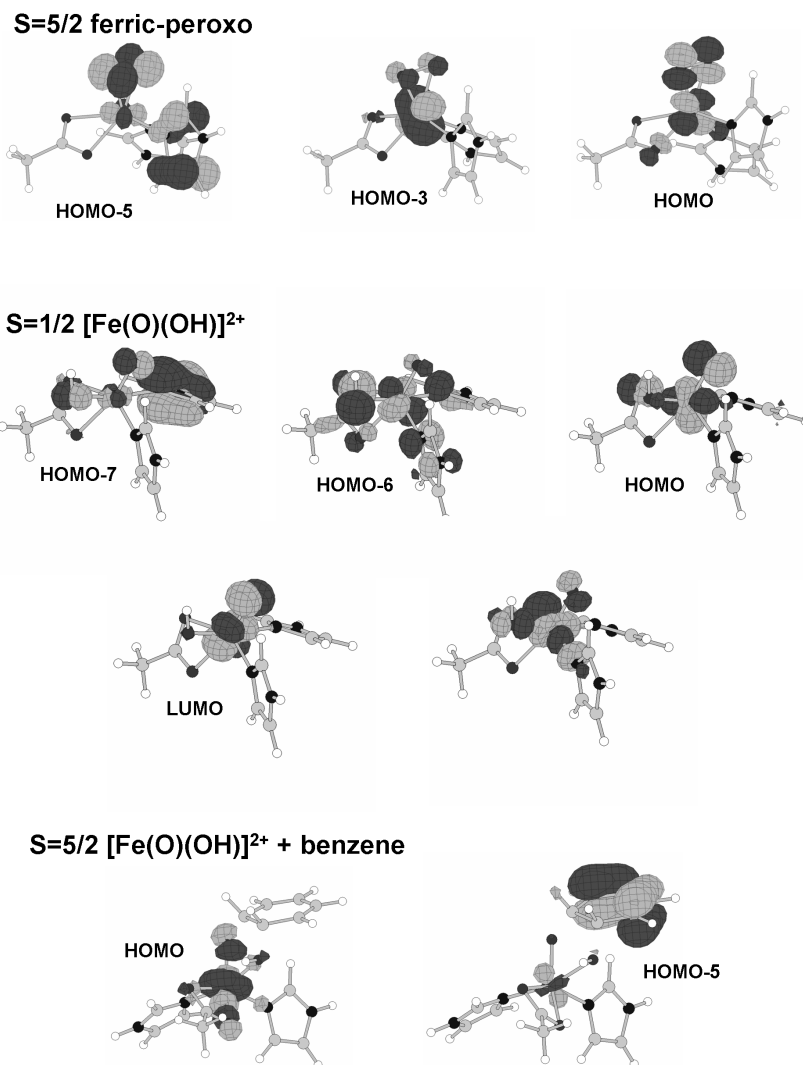 S=5/2 ferric-peroxo
HOMO-5
HOMO-3
HOMO
S=1/2 [Fe(O)(OH)]²⁺
HOMO-7
HOMO-6
HOMO
LUMO
S=5/2 [Fe(O)(OH)]²⁺ + benzene
HOMO
HOMO-5